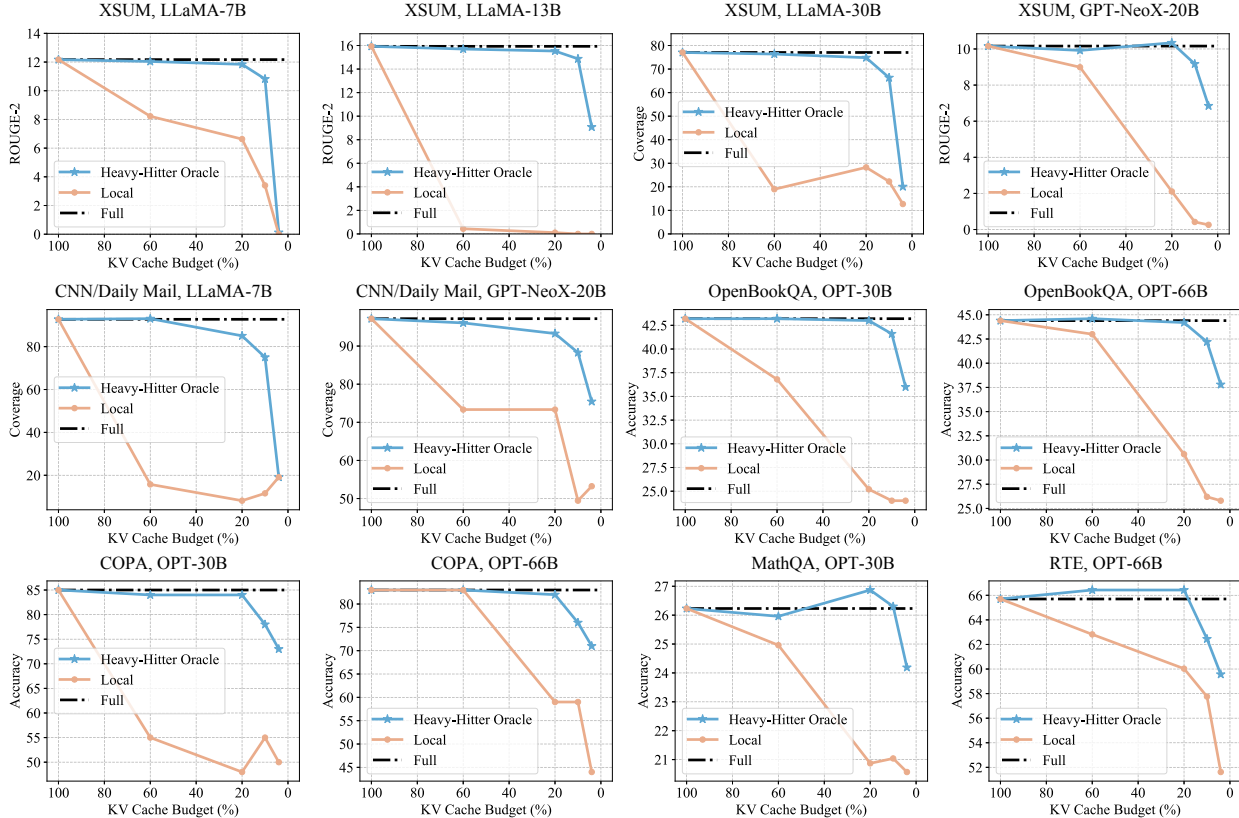 XSUM, LLaMA-7B
14
12
10
8
6
4
2
0
ROUGE-2
Heavy-Hitter Oracle
Local
Full
100 80 60 40 20 0
KV Cache Budget (%)
XSUM, LLaMA-13B
16
14
12
10
8
6
4
2
0
ROUGE-2
Heavy-Hitter Oracle
Local
Full
100 80 60 40 20 0
KV Cache Budget (%)
XSUM, LLaMA-30B
80
70
60
50
40
30
20
10
0
Coverage
Heavy-Hitter Oracle
Local
Full
100 80 60 40 20 0
KV Cache Budget (%)
XSUM, GPT-NeoX-20B
10
8
6
4
2
0
ROUGE-2
Heavy-Hitter Oracle
Local
Full
100 80 60 40 20 0
KV Cache Budget (%)
CNN/Daily Mail, LLaMA-7B
80
60
40
20
Coverage
Heavy-Hitter Oracle
Local
Full
100 80 60 40 20 0
KV Cache Budget (%)
CNN/Daily Mail, GPT-NeoX-20B
90
80
70
60
50
Coverage
Heavy-Hitter Oracle
Local
Full
100 80 60 40 20 0
KV Cache Budget (%)
OpenBookQA, OPT-30B
42.5
40.0
37.5
35.0
32.5
30.0
27.5
25.0
Accuracy
Heavy-Hitter Oracle
Local
Full
100 80 60 40 20 0
KV Cache Budget (%)
OpenBookQA, OPT-66B
45.0
42.5
40.0
37.5
35.0
32.5
30.0
27.5
25.0
Accuracy
Heavy-Hitter Oracle
Local
Full
100 80 60 40 20 0
KV Cache Budget (%)
COPA, OPT-30B
85
80
75
70
65
60
55
50
Accuracy
Heavy-Hitter Oracle
Local
Full
100 80 60 40 20 0
KV Cache Budget (%)
COPA, OPT-66B
80
75
70
65
60
55
50
45
Accuracy
Heavy-Hitter Oracle
Local
Full
100 80 60 40 20 0
KV Cache Budget (%)
MathQA, OPT-30B
27
26
25
24
23
22
21
Accuracy
Heavy-Hitter Oracle
Local
Full
100 80 60 40 20 0
KV Cache Budget (%)
RTE, OPT-66B
66
64
62
60
58
56
54
52
Accuracy
Heavy-Hitter Oracle
Local
Full
100 80 60 40 20 0
KV Cache Budget (%)